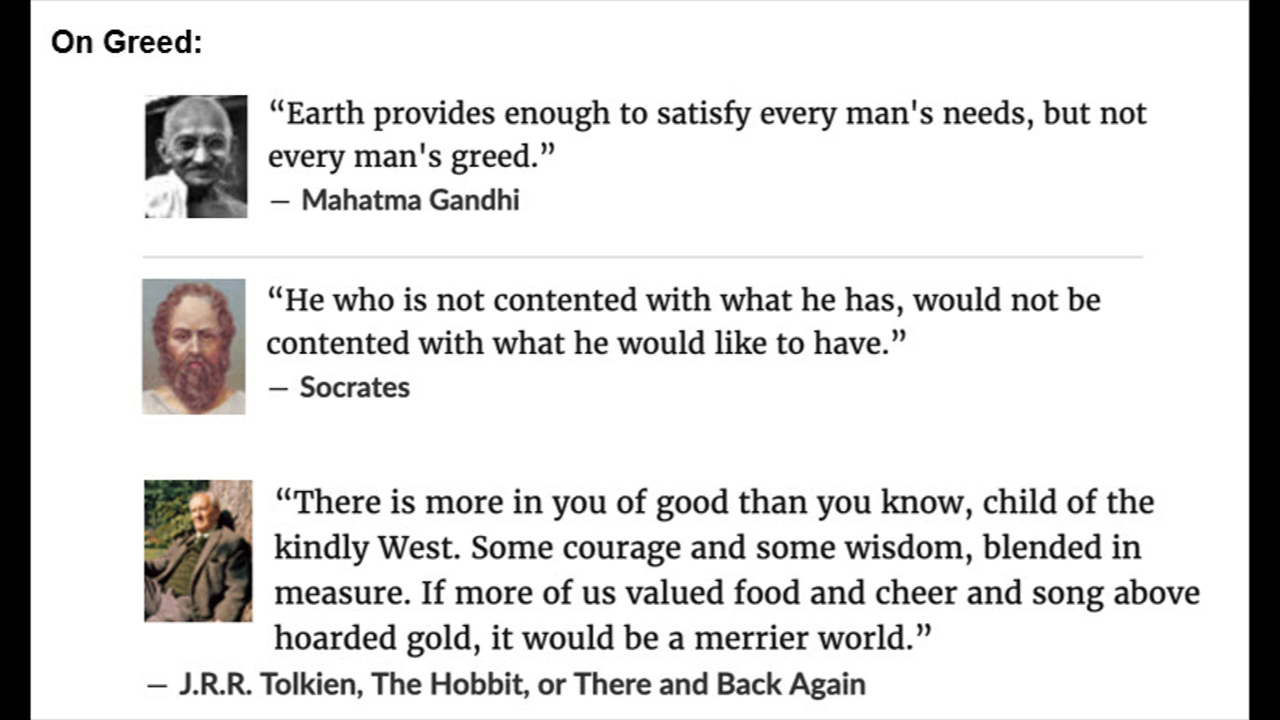 On Greed:
“Earth provides enough to satisfy every man's needs, but not
every man's greed.”
― Mahatma Gandhi
“He who is not contented with what he has, would not be
contented with what he would like to have.”
― Socrates
“There is more in you of good than you know, child of the
kindly West. Some courage and some wisdom, blended in
measure. If more of us valued food and cheer and song above
hoarded gold, it would be a merrier world.”
― J.R.R. Tolkien, The Hobbit, or There and Back Again